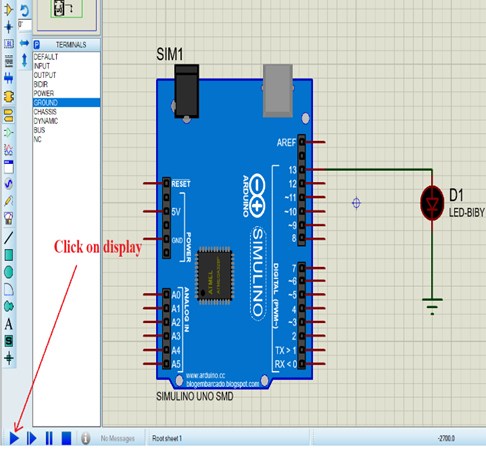 TERMINALS
DEFAULT
INPUT
OUTPUT
BIDIR
POWER
GROUND
CHASSIS
DYNAMIC
BUS
NC
Click on display
SIM1
AREF
RESET
5V
GND
POWER
ANALOG IN
A0
A1
A2
A3
A4
A5
ARDUINO
SIMULINO
DIGITAL (PWM~)
13
12
~11
~10
~9
8
7
~6
~5
4
~3
2
TX > 1
RX < 0
www.arduino.cc
blogembarcado.blogspot.com
SIMULINO UNO SMD
D1
LED-BIBY
No Messages
Root sheet 1
-2700.0